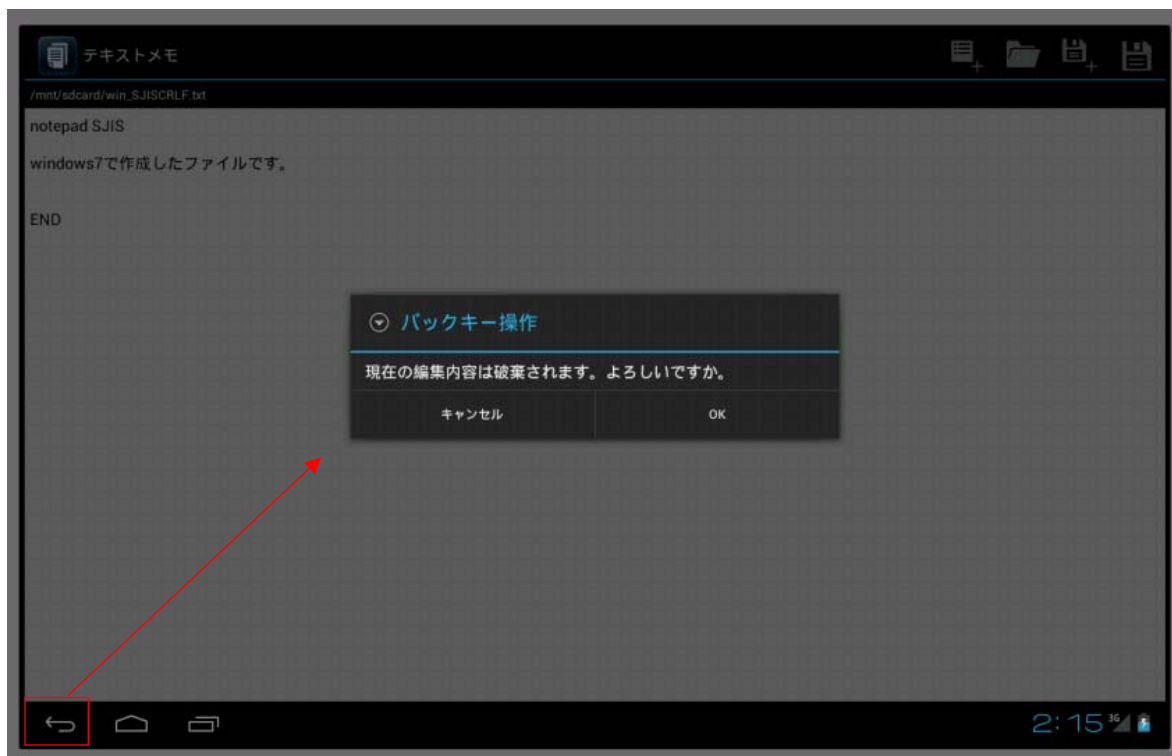 テキストメモ
/mnt/sdcard/win_SJISCRLF.txt
notepad SJIS
windows7で作成したファイルです。
END
バックキー操作
現在の編集内容は破棄されます。よろしいですか。
キャンセル
OK
2:15 3G